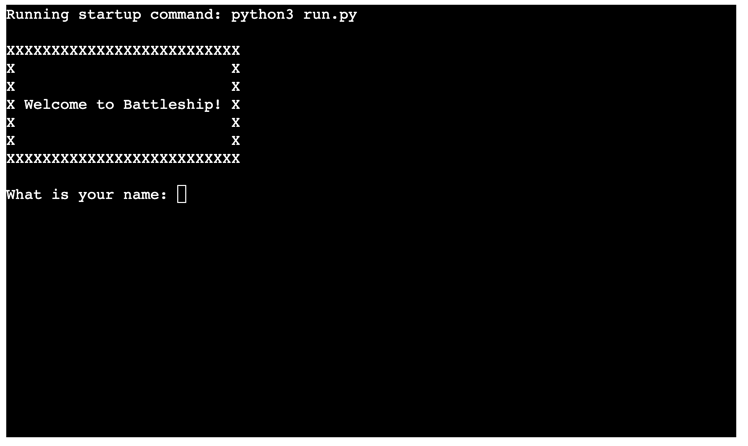 Running startup command: python3 run.py
XXXXXXXXXXXXXXXXXXXXXXXXXX
X                        X
X                        X
X Welcome to Battleship! X
X                        X
X                        X
XXXXXXXXXXXXXXXXXXXXXXXXXX
What is your name: